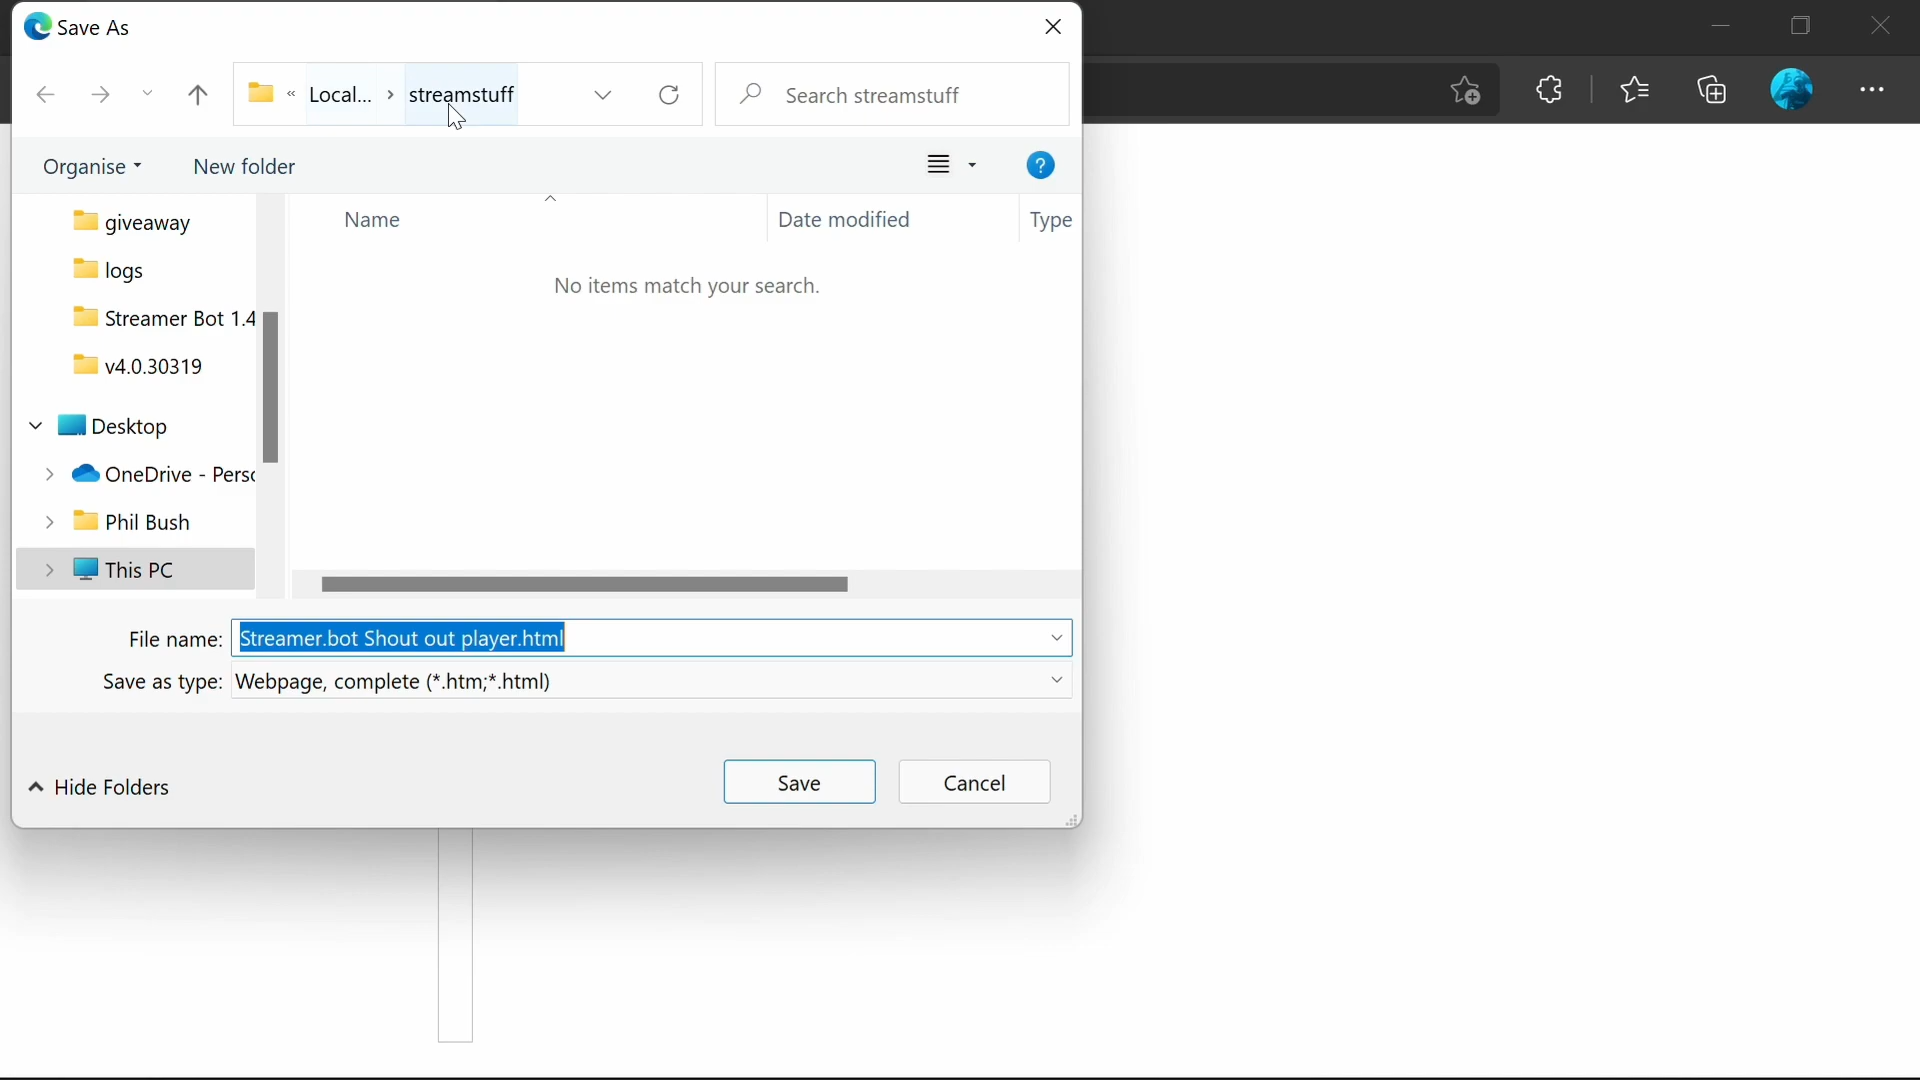 Save As
« Local... › streamstuff
Search streamstuff
Organise New folder
?
giveaway
logs
Streamer Bot 1.4
v4.0.30319
Desktop
OneDrive - Perso
Phil Bush
This PC
Name Date modified Type
No items match your search.
File name: Streamer.bot Shout out player.html
Save as type: Webpage, complete (*.htm;*.html)
Hide Folders
Save Cancel